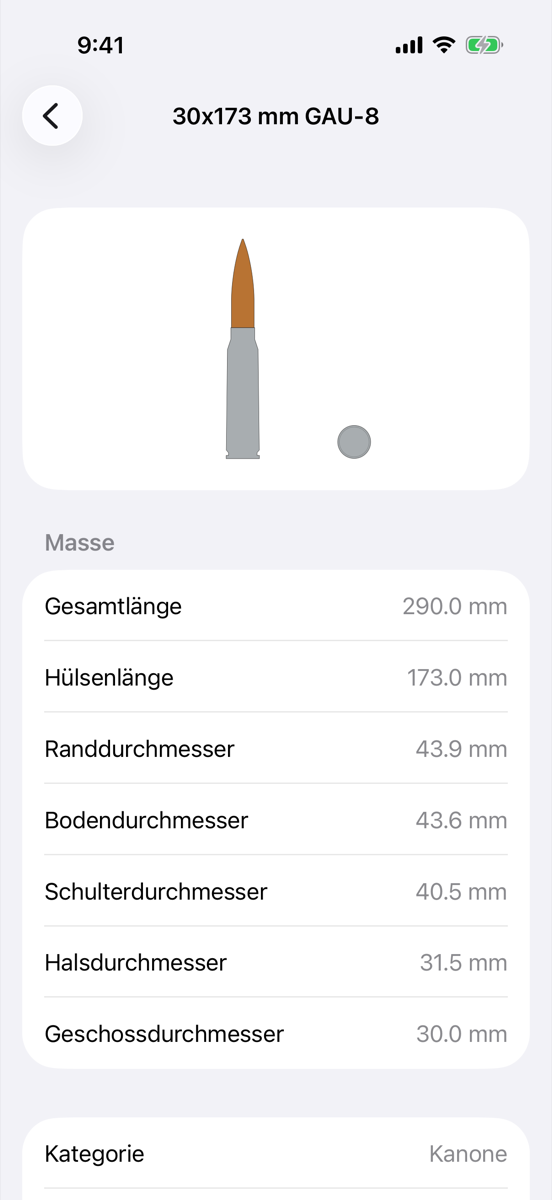 9:41
30x173 mm GAU-8
Masse
Gesamtlänge 290.0 mm
Hülsenlänge 173.0 mm
Randdurchmesser 43.9 mm
Bodendurchmesser 43.6 mm
Schulterdurchmesser 40.5 mm
Halsdurchmesser 31.5 mm
Geschossdurchmesser 30.0 mm
Kategorie Kanone